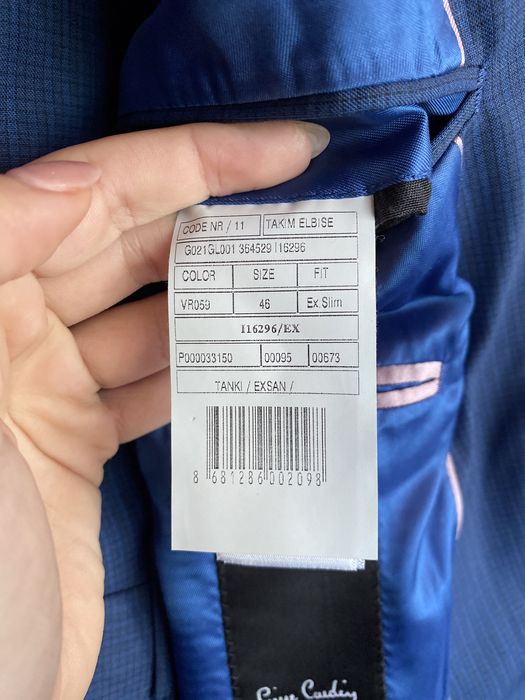 CODE NR / 11 TAKIM ELBISE
G021GL001 364529 I16296
COLOR SIZE FIT
VR059 46 Ex.Slim
I16296/EX
P000033150 00095 00673
TANKI / EXSAN /
8 681286 002098
Pierre Cardin